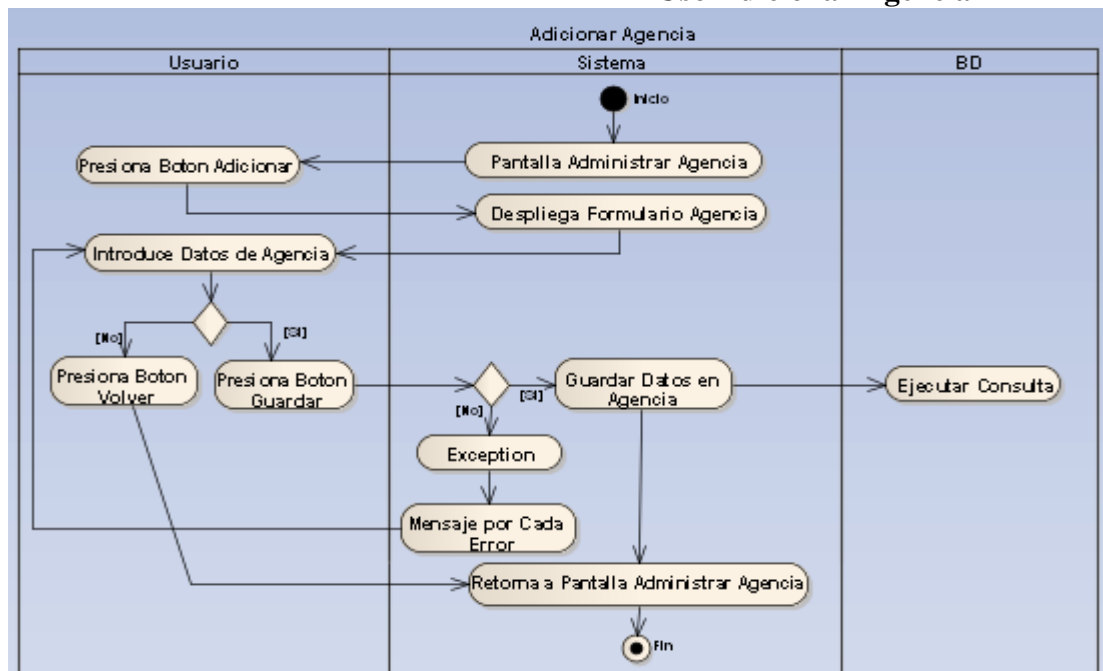 Adicionar Agencia
Usuario
Sistema
BD
Inicio
Pantalla Administrar Agencia
Presiona Boton Adicionar
Despliega Formulario Agencia
Introduce Datos de Agencia
[No]
[SI]
Presiona Boton
Volver
Presiona Boton
Guardar
[SI]
[No]
Guardar Datos en
Agencia
Ejecutar Consulta
Exception
Mensaje por Cada
Error
Retorna a Pantalla Administrar Agencia
Fin